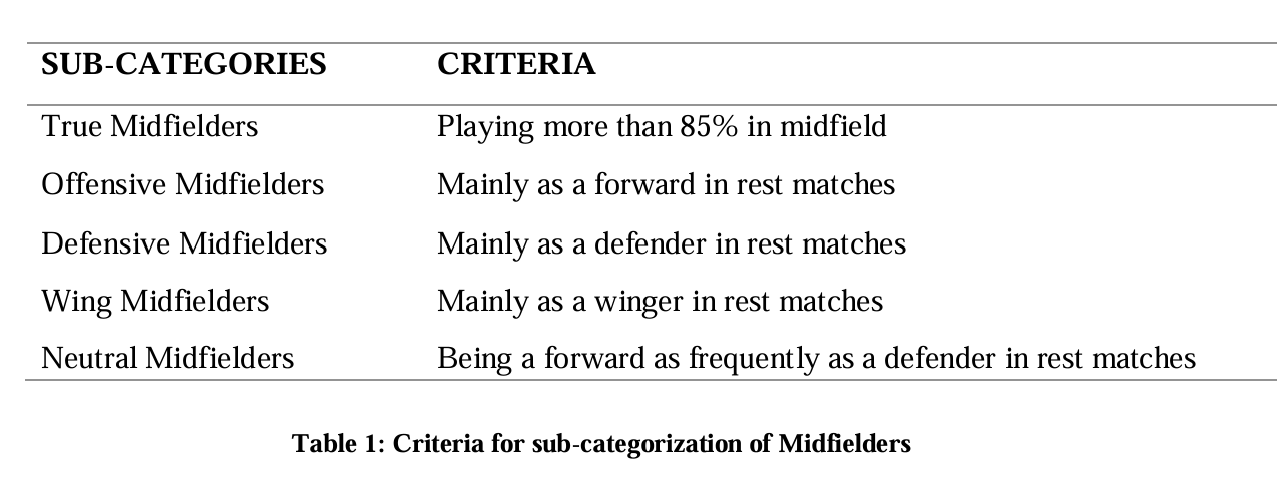 SUB-CATEGORIES CRITERIA
True Midfielders Playing more than 85% in midfield
Offensive Midfielders Mainly as a forward in rest matches
Defensive Midfielders Mainly as a defender in rest matches
Wing Midfielders Mainly as a winger in rest matches
Neutral Midfielders Being a forward as frequently as a defender in rest matches
Table 1: Criteria for sub-categorization of Midfielders